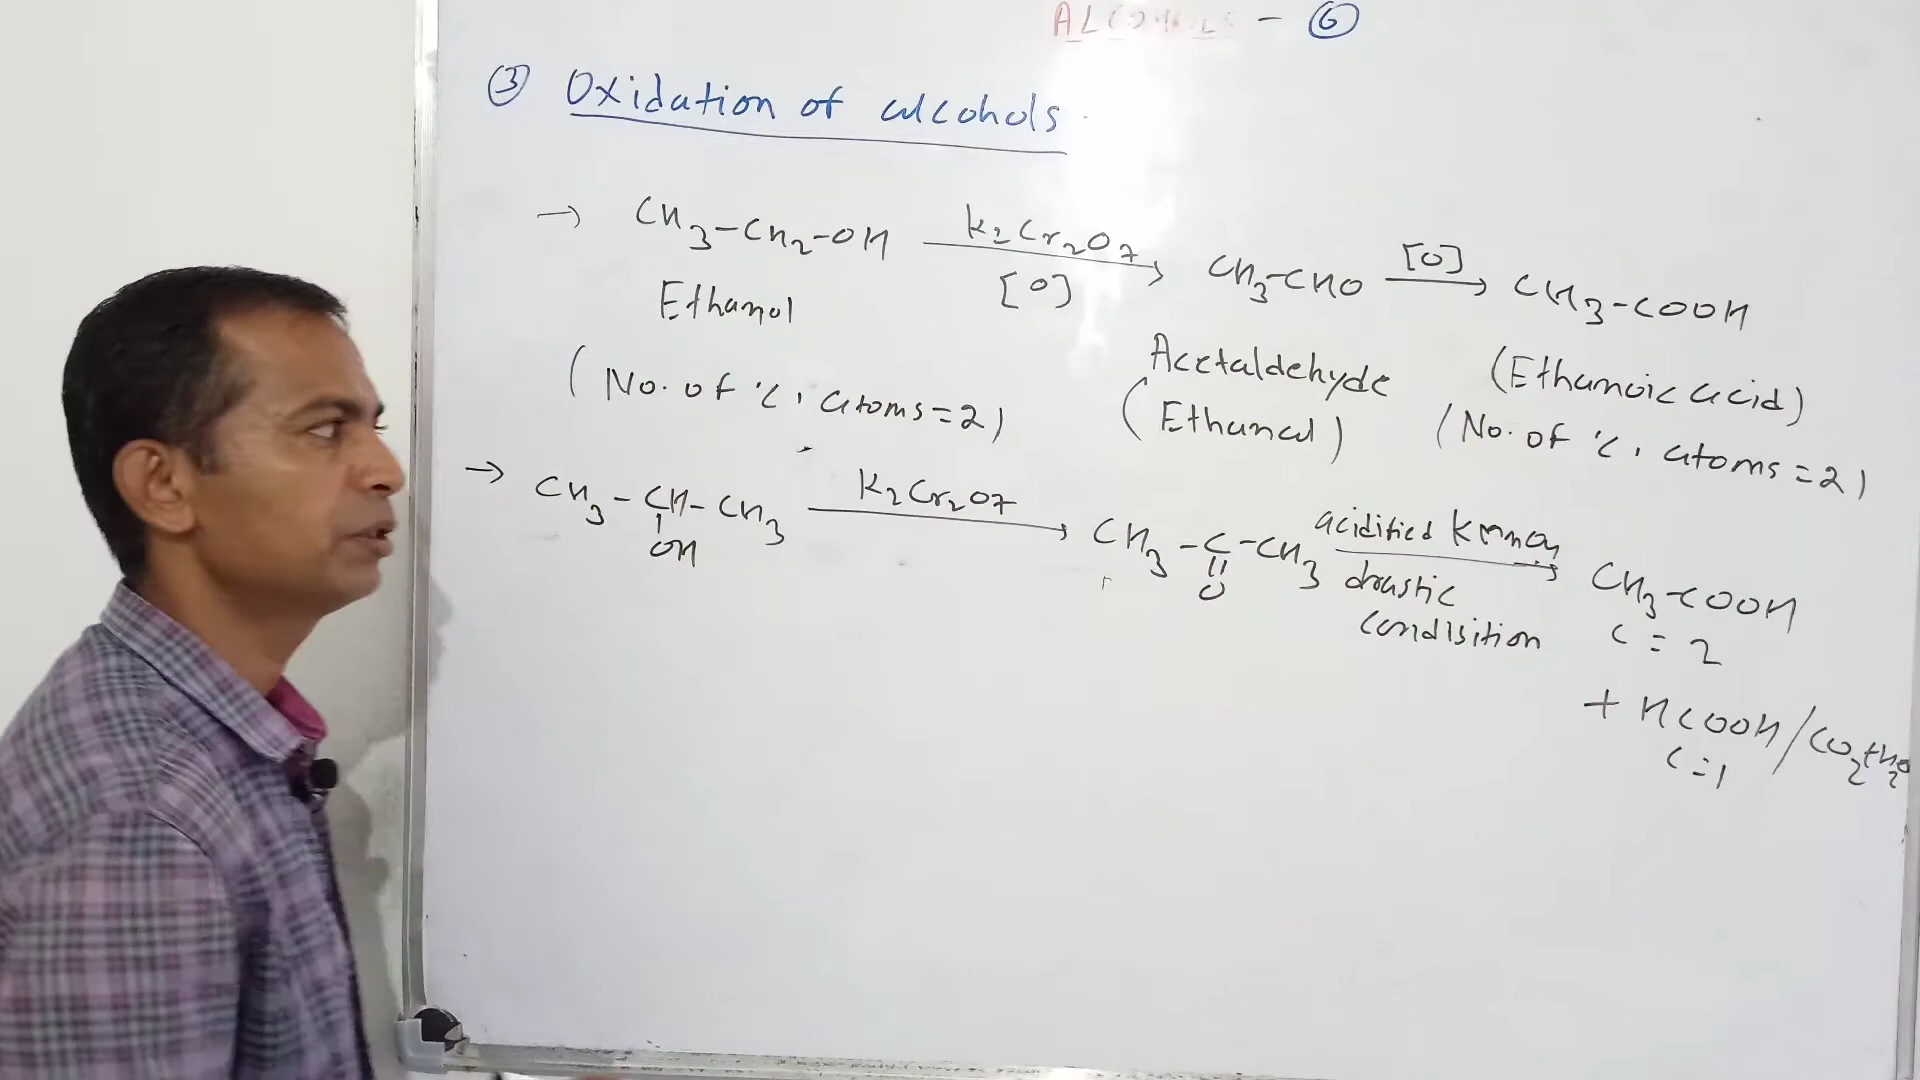 ALCOHOLS - 6
③ Oxidation of alcohols.
→ CH3-CH2-OH K2Cr2O7 [O] CH3-CHO [O] CH3-COOH
Ethanol Acetaldehyde (Ethanal) (Ethanoic acid)
(No. of 'C' atoms=2) (No. of 'C' atoms=2)
→ CH3-CH-CH3 K2Cr2O7 CH3-C-CH3 acidified KMnO4 CH3-COOH
OH O drastic condisition C=2
+ HCOOH/CO2+H2O
C=1